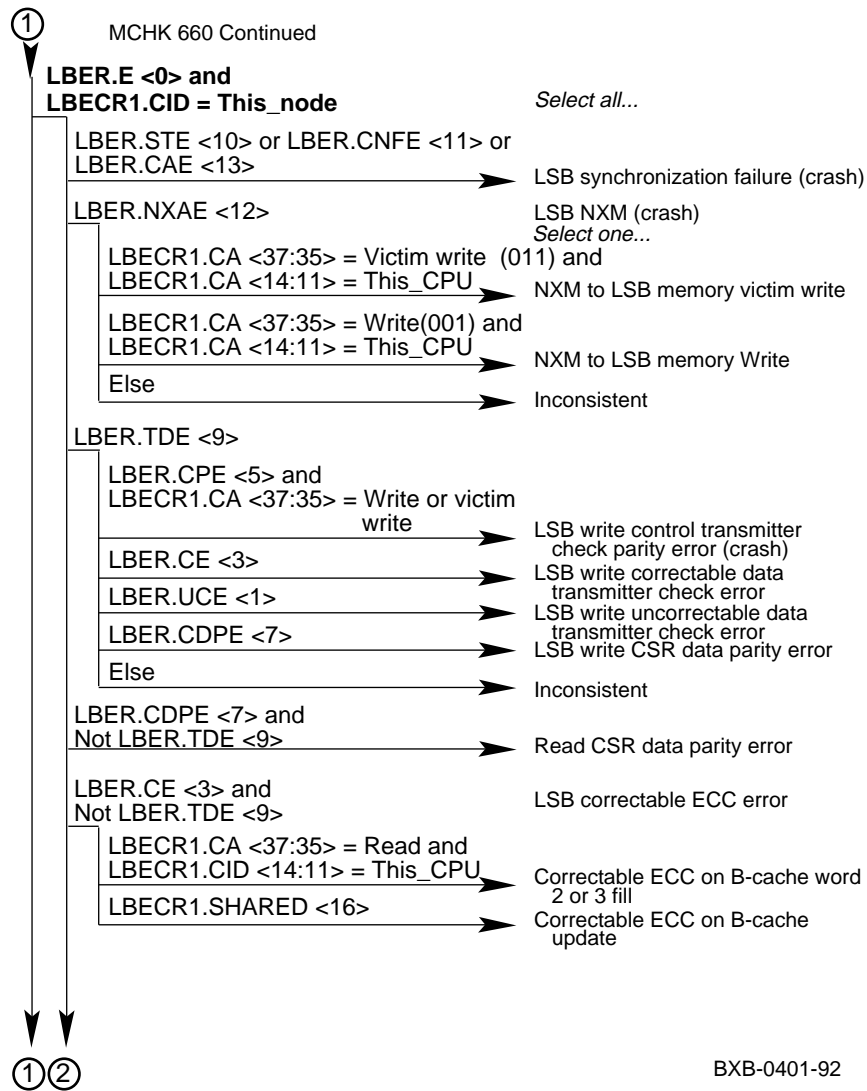 1
MCHK 660 Continued
LBER.E <0> and
LBECR1.CID = This_node
Select all...
LBER.STE <10> or LBER.CNFE <11> or
LBER.CAE <13>
LSB synchronization failure (crash)
LBER.NXAE <12>
LSB NXM (crash)
Select one...
LBECR1.CA <37:35> = Victim write (011) and
LBECR1.CA <14:11> = This_CPU
NXM to LSB memory victim write
LBECR1.CA <37:35> = Write(001) and
LBECR1.CA <14:11> = This_CPU
NXM to LSB memory Write
Else
Inconsistent
LBER.TDE <9>
LBER.CPE <5> and
LBECR1.CA <37:35> = Write or victim
write
LSB write control transmitter
check parity error (crash)
LBER.CE <3>
LSB write correctable data
transmitter check error
LBER.UCE <1>
LSB write uncorrectable data
transmitter check error
LBER.CDPE <7>
LSB write CSR data parity error
Else
Inconsistent
LBER.CDPE <7> and
Not LBER.TDE <9>
Read CSR data parity error
LBER.CE <3> and
Not LBER.TDE <9>
LSB correctable ECC error
LBECR1.CA <37:35> = Read and
LBECR1.CID <14:11> = This_CPU
Correctable ECC on B-cache word
2 or 3 fill
LBECR1.SHARED <16>
Correctable ECC on B-cache
update
1 2
BXB-0401-92